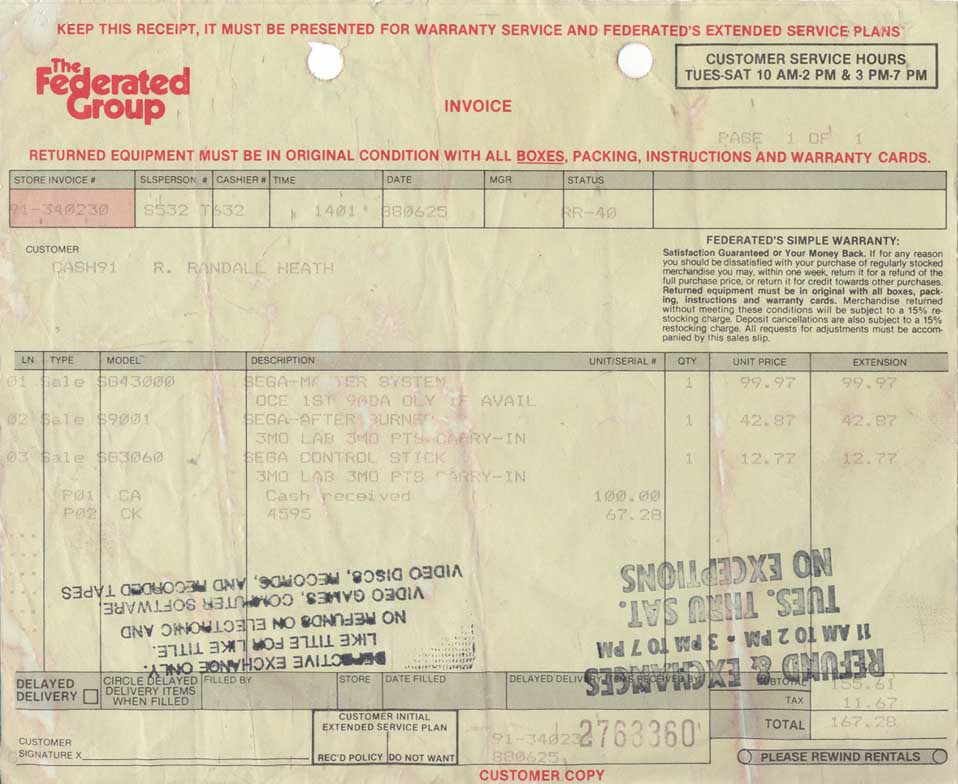 KEEP THIS RECEIPT, IT MUST BE PRESENTED FOR WARRANTY SERVICE AND FEDERATED'S EXTENDED SERVICE PLANS
The
Federated
Group
CUSTOMER SERVICE HOURS
TUES-SAT 10 AM-2 PM & 3 PM-7 PM
INVOICE
PAGE 1 OF 1
RETURNED EQUIPMENT MUST BE IN ORIGINAL CONDITION WITH ALL BOXES, PACKING, INSTRUCTIONS AND WARRANTY CARDS.
STORE INVOICE # SLSPERSON # CASHIER # TIME DATE MGR STATUS
91-340230 S532 T632 1401 880625 RR-40
CUSTOMER
CASH91 R. RANDALL HEATH
FEDERATED'S SIMPLE WARRANTY:
Satisfaction Guaranteed or Your Money Back. If for any reason
you should be dissatisfied with your purchase of regularly stocked
merchandise you may, within one week, return it for a refund of the
full purchase price, or return it for credit towards other purchases.
Returned equipment must be in original with all boxes, pack-
ing, instructions and warranty cards. Merchandise returned
without meeting these conditions will be subject to a 15% re-
stocking charge. Deposit cancellations are also subject to a 15%
restocking charge. All requests for adjustments must be accom-
panied by this sales slip.
LN TYPE MODEL DESCRIPTION UNIT/SERIAL # QTY UNIT PRICE EXTENSION
01 Sale SG43000 SEGA-MASTER SYSTEM 1 99.97 99.97
OCE 1ST 90DA OLY IF AVAIL
02 Sale S9001 SEGA-AFTER BURNER 1 42.87 42.87
3MO LAB 3MO PTS CARRY-IN
03 Sale SG3060 SEGA CONTROL STICK 1 12.77 12.77
3MO LAB 3MO PTS CARRY-IN
P01 CA Cash received 100.00
P02 CK 4595 67.28
DEFECTIVE EXCHANGE ONLY.
LIKE TITLE FOR LIKE TITLE.
NO REFUNDS ON ELECTRONIC AND
VIDEO GAMES, COMPUTER SOFTWARE,
VIDEO DISCS, RECORDS, AND RECORDED TAPES
REFUND & EXCHANGES
11 AM TO 2 PM • 3 PM TO 7 PM
TUES. THRU SAT.
NO EXCEPTIONS
DELAYED
DELIVERY
CIRCLE DELAYED
DELIVERY ITEMS
WHEN FILLED
FILLED BY STORE DATE FILLED DELAYED DELIVERY ITEMS RECEIVED BY
SUBTOTAL 155.61
TAX 11.67
TOTAL 167.28
CUSTOMER
SIGNATURE X
CUSTOMER INITIAL
EXTENDED SERVICE PLAN
REC'D POLICY DO NOT WANT
91-340230
880625
2763360
PLEASE REWIND RENTALS
CUSTOMER COPY